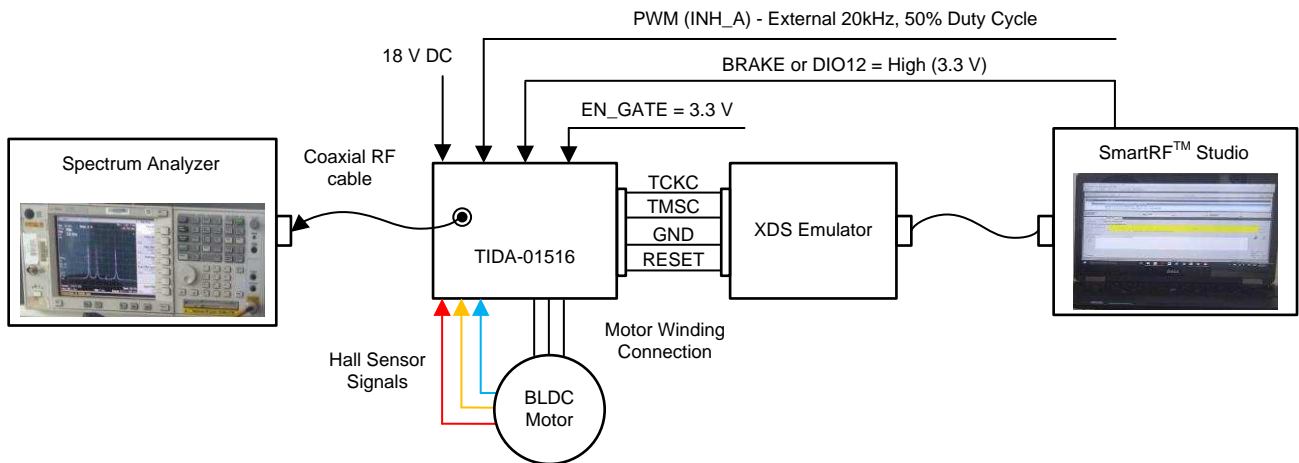 PWM (INH_A) - External 20kHz, 50% Duty Cycle
18 V DC
BRAKE or DIO12 = High (3.3 V)
EN_GATE = 3.3 V
Spectrum Analyzer
Coaxial RF
cable
TIDA-01516
TCKC
TMSC
GND
RESET
XDS Emulator
SmartRF™ Studio
Hall Sensor
Signals
Motor Winding
Connection
BLDC
Motor